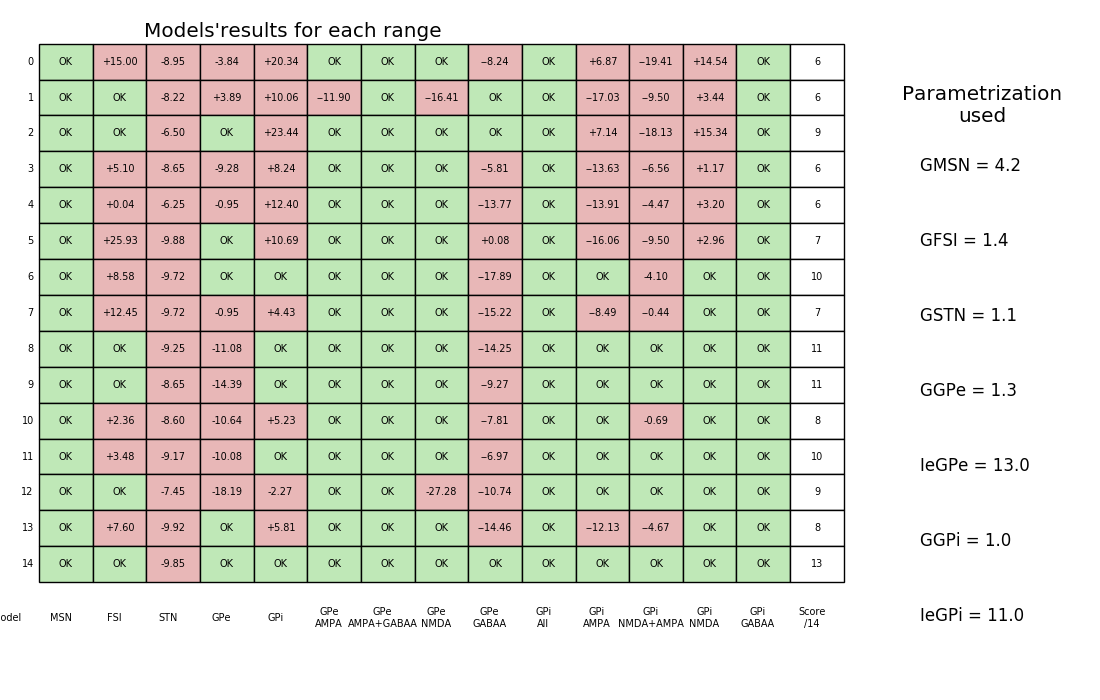 Models'results for each range
0 OK +15.00 -8.95 -3.84 +20.34 OK OK OK −8.24 OK +6.87 −19.41 +14.54 OK 6
1 OK OK -8.22 +3.89 +10.06 −11.90 OK −16.41 OK OK −17.03 −9.50 +3.44 OK 6
2 OK OK -6.50 OK +23.44 OK OK OK OK OK +7.14 −18.13 +15.34 OK 9
3 OK +5.10 -8.65 -9.28 +8.24 OK OK OK −5.81 OK −13.63 −6.56 +1.17 OK 6
4 OK +0.04 -6.25 -0.95 +12.40 OK OK OK −13.77 OK −13.91 −4.47 +3.20 OK 6
5 OK +25.93 -9.88 OK +10.69 OK OK OK +0.08 OK −16.06 −9.50 +2.96 OK 7
6 OK +8.58 -9.72 OK OK OK OK OK −17.89 OK OK -4.10 OK OK 10
7 OK +12.45 -9.72 -0.95 +4.43 OK OK OK −15.22 OK −8.49 −0.44 OK OK 7
8 OK OK -9.25 -11.08 OK OK OK OK −14.25 OK OK OK OK OK 11
9 OK OK -8.65 -14.39 OK OK OK OK −9.27 OK OK OK OK OK 11
10 OK +2.36 -8.60 -10.64 +5.23 OK OK OK −7.81 OK OK -0.69 OK OK 8
11 OK +3.48 -9.17 -10.08 OK OK OK OK −6.97 OK OK OK OK OK 10
12 OK OK -7.45 -18.19 -2.27 OK OK -27.28 −10.74 OK OK OK OK OK 9
13 OK +7.60 -9.92 OK +5.81 OK OK OK −14.46 OK −12.13 −4.67 OK OK 8
14 OK OK -9.85 OK OK OK OK OK OK OK OK OK OK OK 13
odel MSN FSI STN GPe GPi GPe AMPA GPe AMPA+GABAA GPe NMDA GPe GABAA GPi All GPi AMPA GPi NMDA+AMPA GPi NMDA GPi GABAA Score /14
Parametrization
used
GMSN = 4.2
GFSI = 1.4
GSTN = 1.1
GGPe = 1.3
IeGPe = 13.0
GGPi = 1.0
IeGPi = 11.0